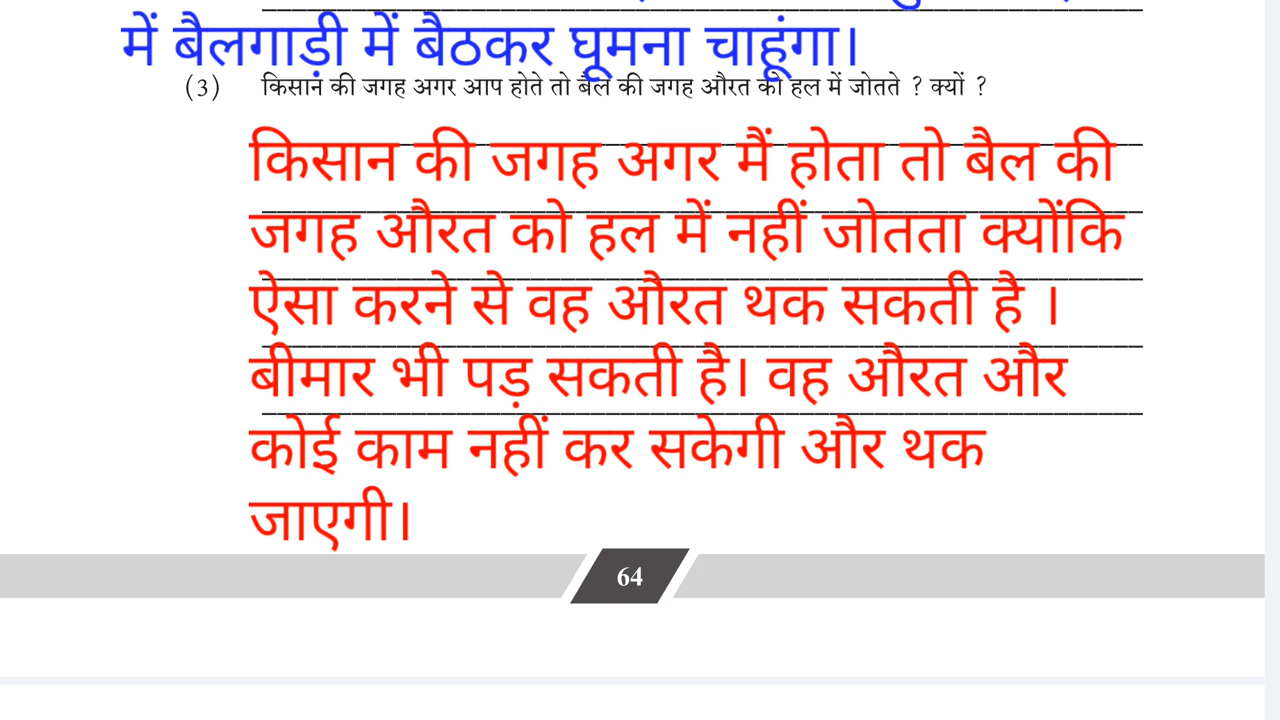 में बैलगाड़ी में बैठकर घूमना चाहूंगा।
(3) किसान की जगह अगर आप होते तो बैल की जगह औरत को हल में जोतते ? क्यों ?
किसान की जगह अगर मैं होता तो बैल की
जगह औरत को हल में नहीं जोतता क्योंकि
ऐसा करने से वह औरत थक सकती है ।
बीमार भी पड़ सकती है। वह औरत और
कोई काम नहीं कर सकेगी और थक
जाएगी।
64